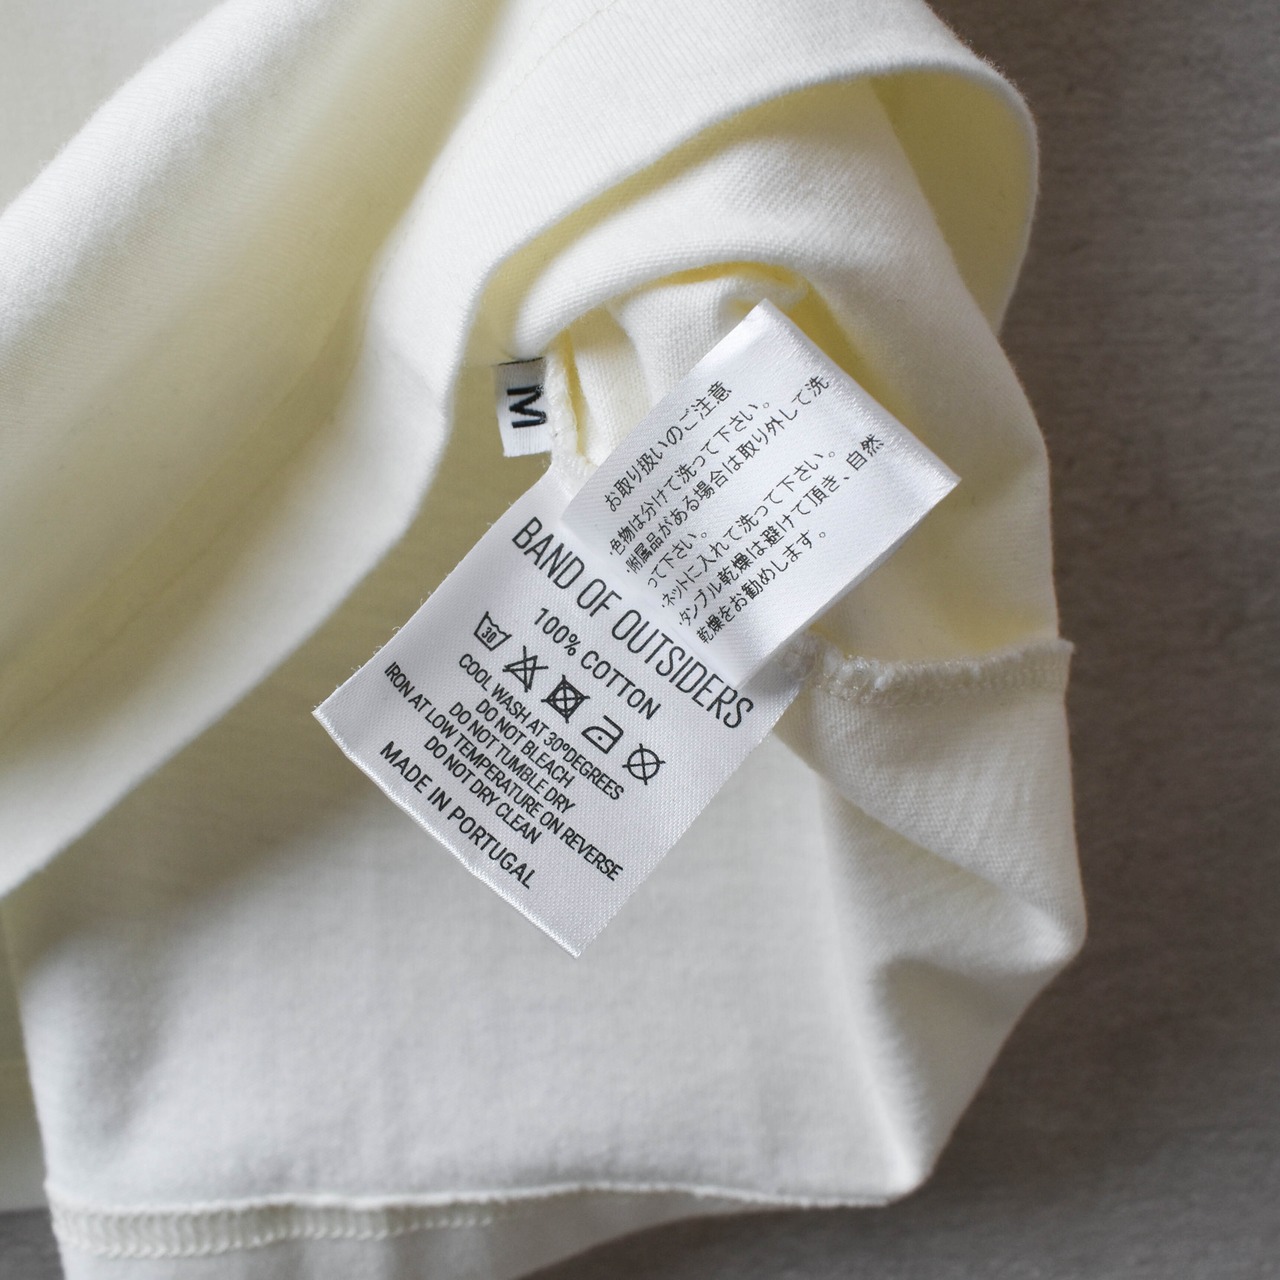 M
お取り扱いのご注意
色物は分けて洗って下さい。
附属品がある場合は取り外して洗
って下さい。
ネットに入れて洗って下さい。
タンブル乾燥は避けて頂き、自然
乾燥をお勧めします。
BAND OF OUTSIDERS
100% COTTON
30
COOL WASH AT 30ºDEGREES
DO NOT BLEACH
DO NOT TUMBLE DRY
IRON AT LOW TEMPERATURE ON REVERSE
DO NOT DRY CLEAN
MADE IN PORTUGAL